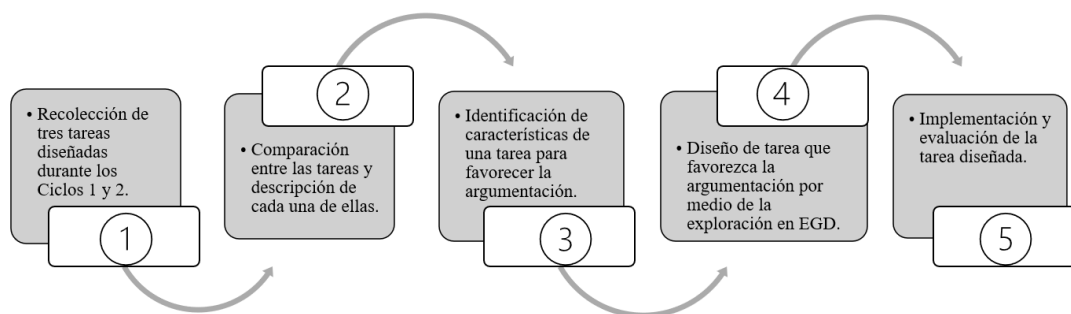 • Recolección de
tres tareas
diseñadas
durante los
Ciclos 1 y 2.
1
2
• Comparación
entre las tareas y
descripción de
cada una de ellas.
• Identificación de
características de
una tarea para
favorecer la
argumentación.
3
4
• Diseño de tarea que
favorezca la
argumentación por
medio de la
exploración en EGD.
• Implementación y
evaluación de la
tarea diseñada.
5